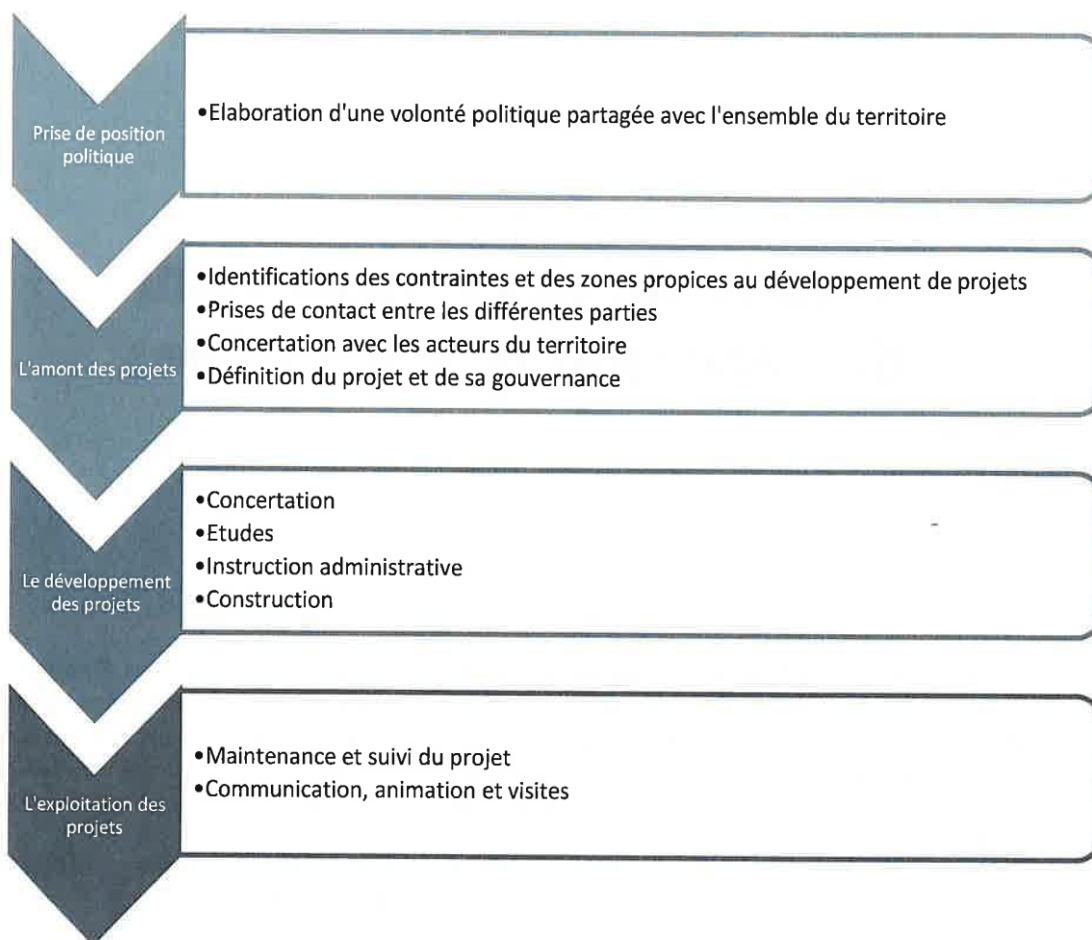 Prise de position
politique
•Elaboration d'une volonté politique partagée avec l'ensemble du territoire
L'amont des projets
•Identifications des contraintes et des zones propices au développement de projets
•Prises de contact entre les différentes parties
•Concertation avec les acteurs du territoire
•Définition du projet et de sa gouvernance
Le développement
des projets
•Concertation
•Etudes
•Instruction administrative
•Construction
L'exploitation des
projets
•Maintenance et suivi du projet
•Communication, animation et visites